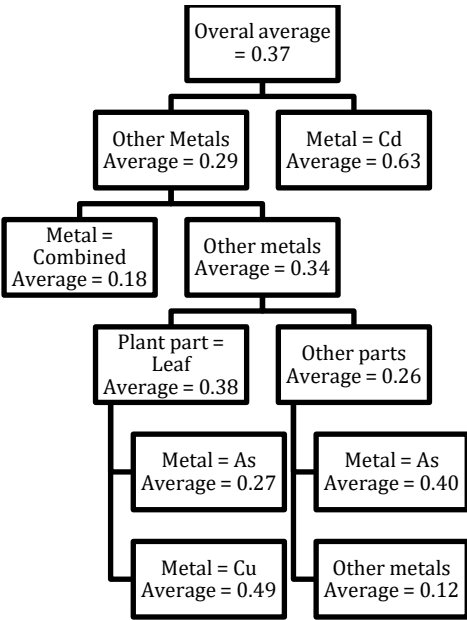 Overal average
= 0.37
Other Metals
Average = 0.29
Metal = Cd
Average = 0.63
Metal =
Combined
Average = 0.18
Other metals
Average = 0.34
Plant part =
Leaf
Average = 0.38
Other parts
Average = 0.26
Metal = As
Average = 0.27
Metal = As
Average = 0.40
Metal = Cu
Average = 0.49
Other metals
Average = 0.12